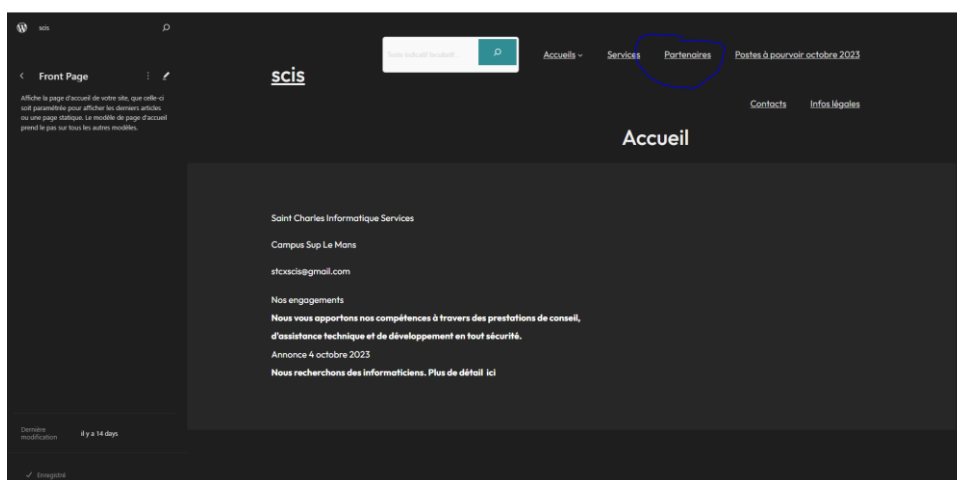 scis
Front Page
Affiche la page d'accueil de votre site, que celle-ci
soit paramétrée pour afficher les derniers articles
ou une page statique. Le modèle de page d'accueil
prend le pas sur tous les autres modèles.
Dernière
modification
il y a 14 days
Enregistré
scis
Accueils
Services
Partenaires
Postes à pourvoir octobre 2023
Contacts
Infos légales
Accueil
Saint Charles Informatique Services
Campus Sup Le Mans
stcxscis@gmail.com
Nos engagements
Nous vous apportons nos compétences à travers des prestations de conseil,
d'assistance technique et de développement en tout sécurité.
Annonce 4 octobre 2023
Nous recherchons des informaticiens. Plus de détail ici